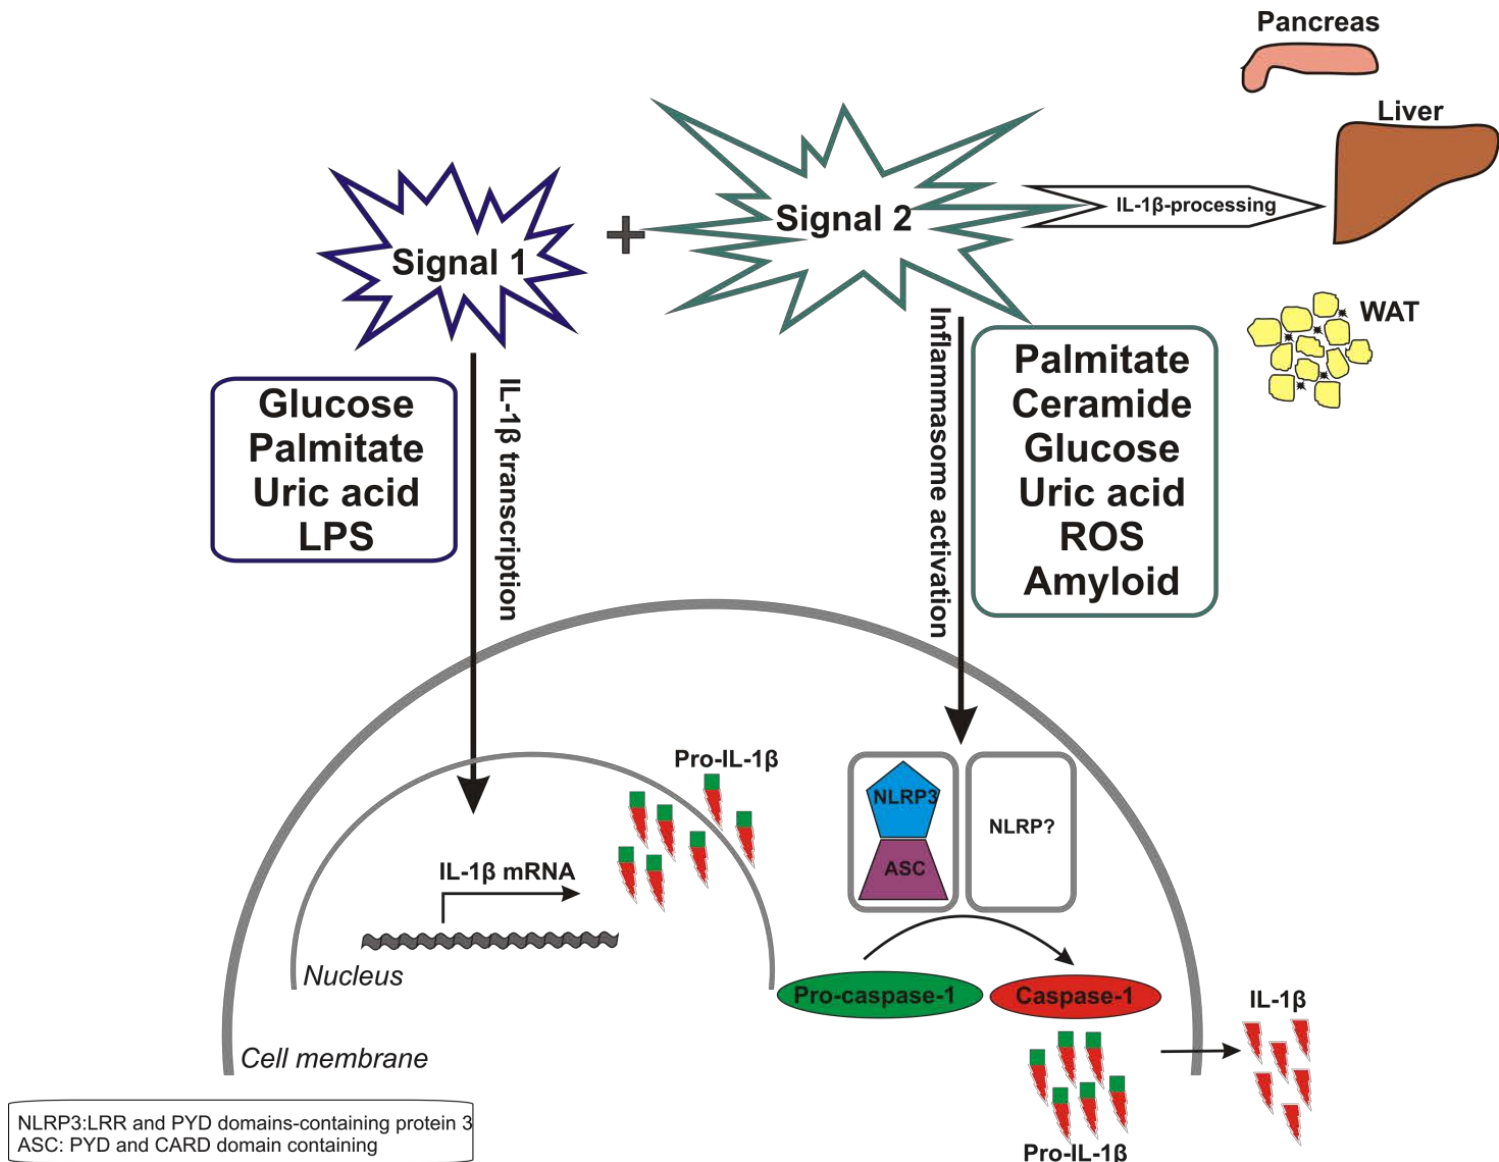 Pancreas
Liver
Signal 1
+
Signal 2
IL-1β-processing
WAT
Glucose
Palmitate
Uric acid
LPS
IL-1β transcription
Inflammasome activation
Palmitate
Ceramide
Glucose
Uric acid
ROS
Amyloid
Pro-IL-1β
NLRP3
ASC
NLRP?
IL-1β mRNA
Nucleus
Pro-caspase-1
Caspase-1
IL-1β
Cell membrane
Pro-IL-1β
NLRP3:LRR and PYD domains-containing protein 3
ASC: PYD and CARD domain containing